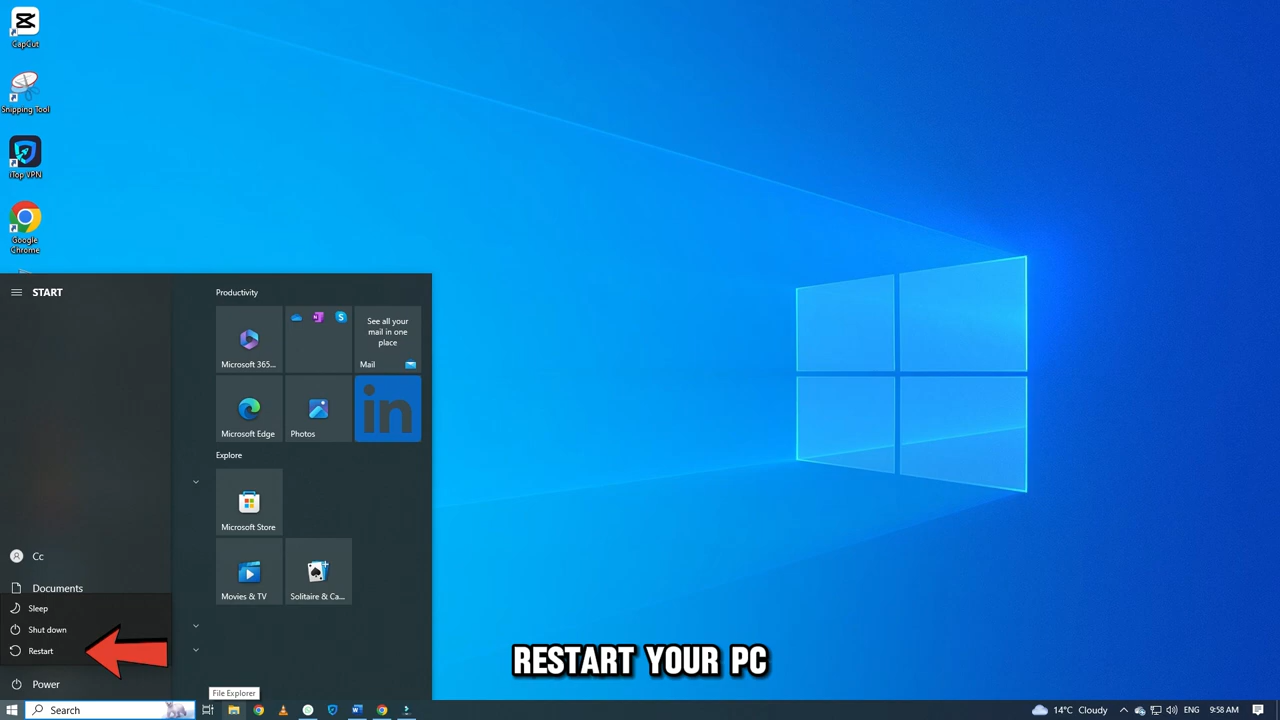 CapCut
Snipping Tool
iTop VPN
Google
Chrome
START
Productivity
Microsoft 365...
See all your
mail in one
place
Mail
Microsoft Edge
Photos
in
Explore
Microsoft Store
Movies & TV
Solitaire & Ca...
Cc
Documents
Sleep
Shut down
Restart
Power
RESTART YOUR PC
File Explorer
Search
14°C Cloudy
ENG
9:58 AM